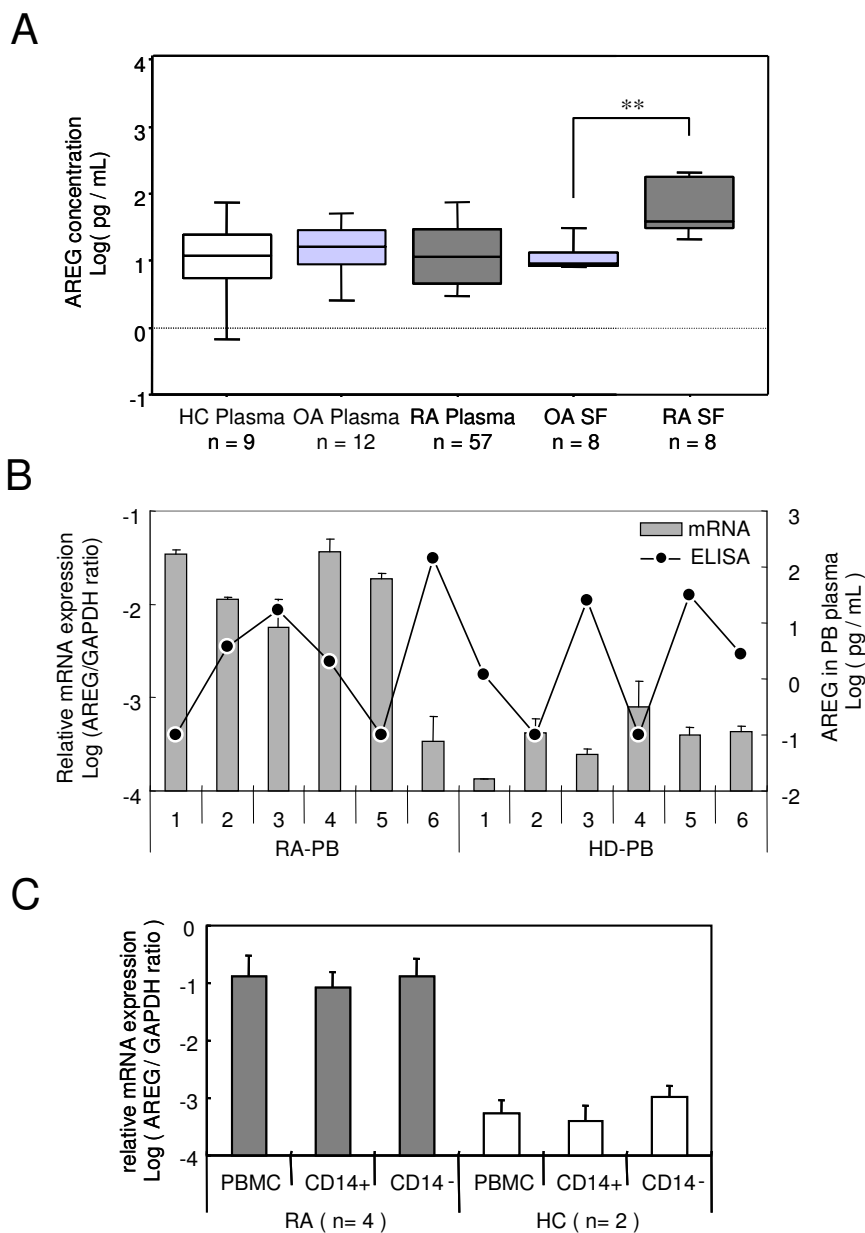 A
AREG concentration
Log( pg / mL)
4
3
2
1
0
-1
**
HC Plasma OA Plasma RA Plasma OA SF RA SF
n = 9 n = 12 n = 57 n = 8 n = 8
B
Relative mRNA expression
Log (AREG/GAPDH ratio)
-1
-2
-3
-4
mRNA
ELISA
3
2
1
0
-1
-2
AREG in PB plasma
Log ( pg / mL)
1 2 3 4 5 6 1 2 3 4 5 6
RA-PB HD-PB
C
relative mRNA expression
Log ( AREG/ GAPDH ratio )
0
-1
-2
-3
-4
PBMC CD14+ CD14 - PBMC CD14+ CD14-
RA ( n= 4 ) HC ( n= 2 )